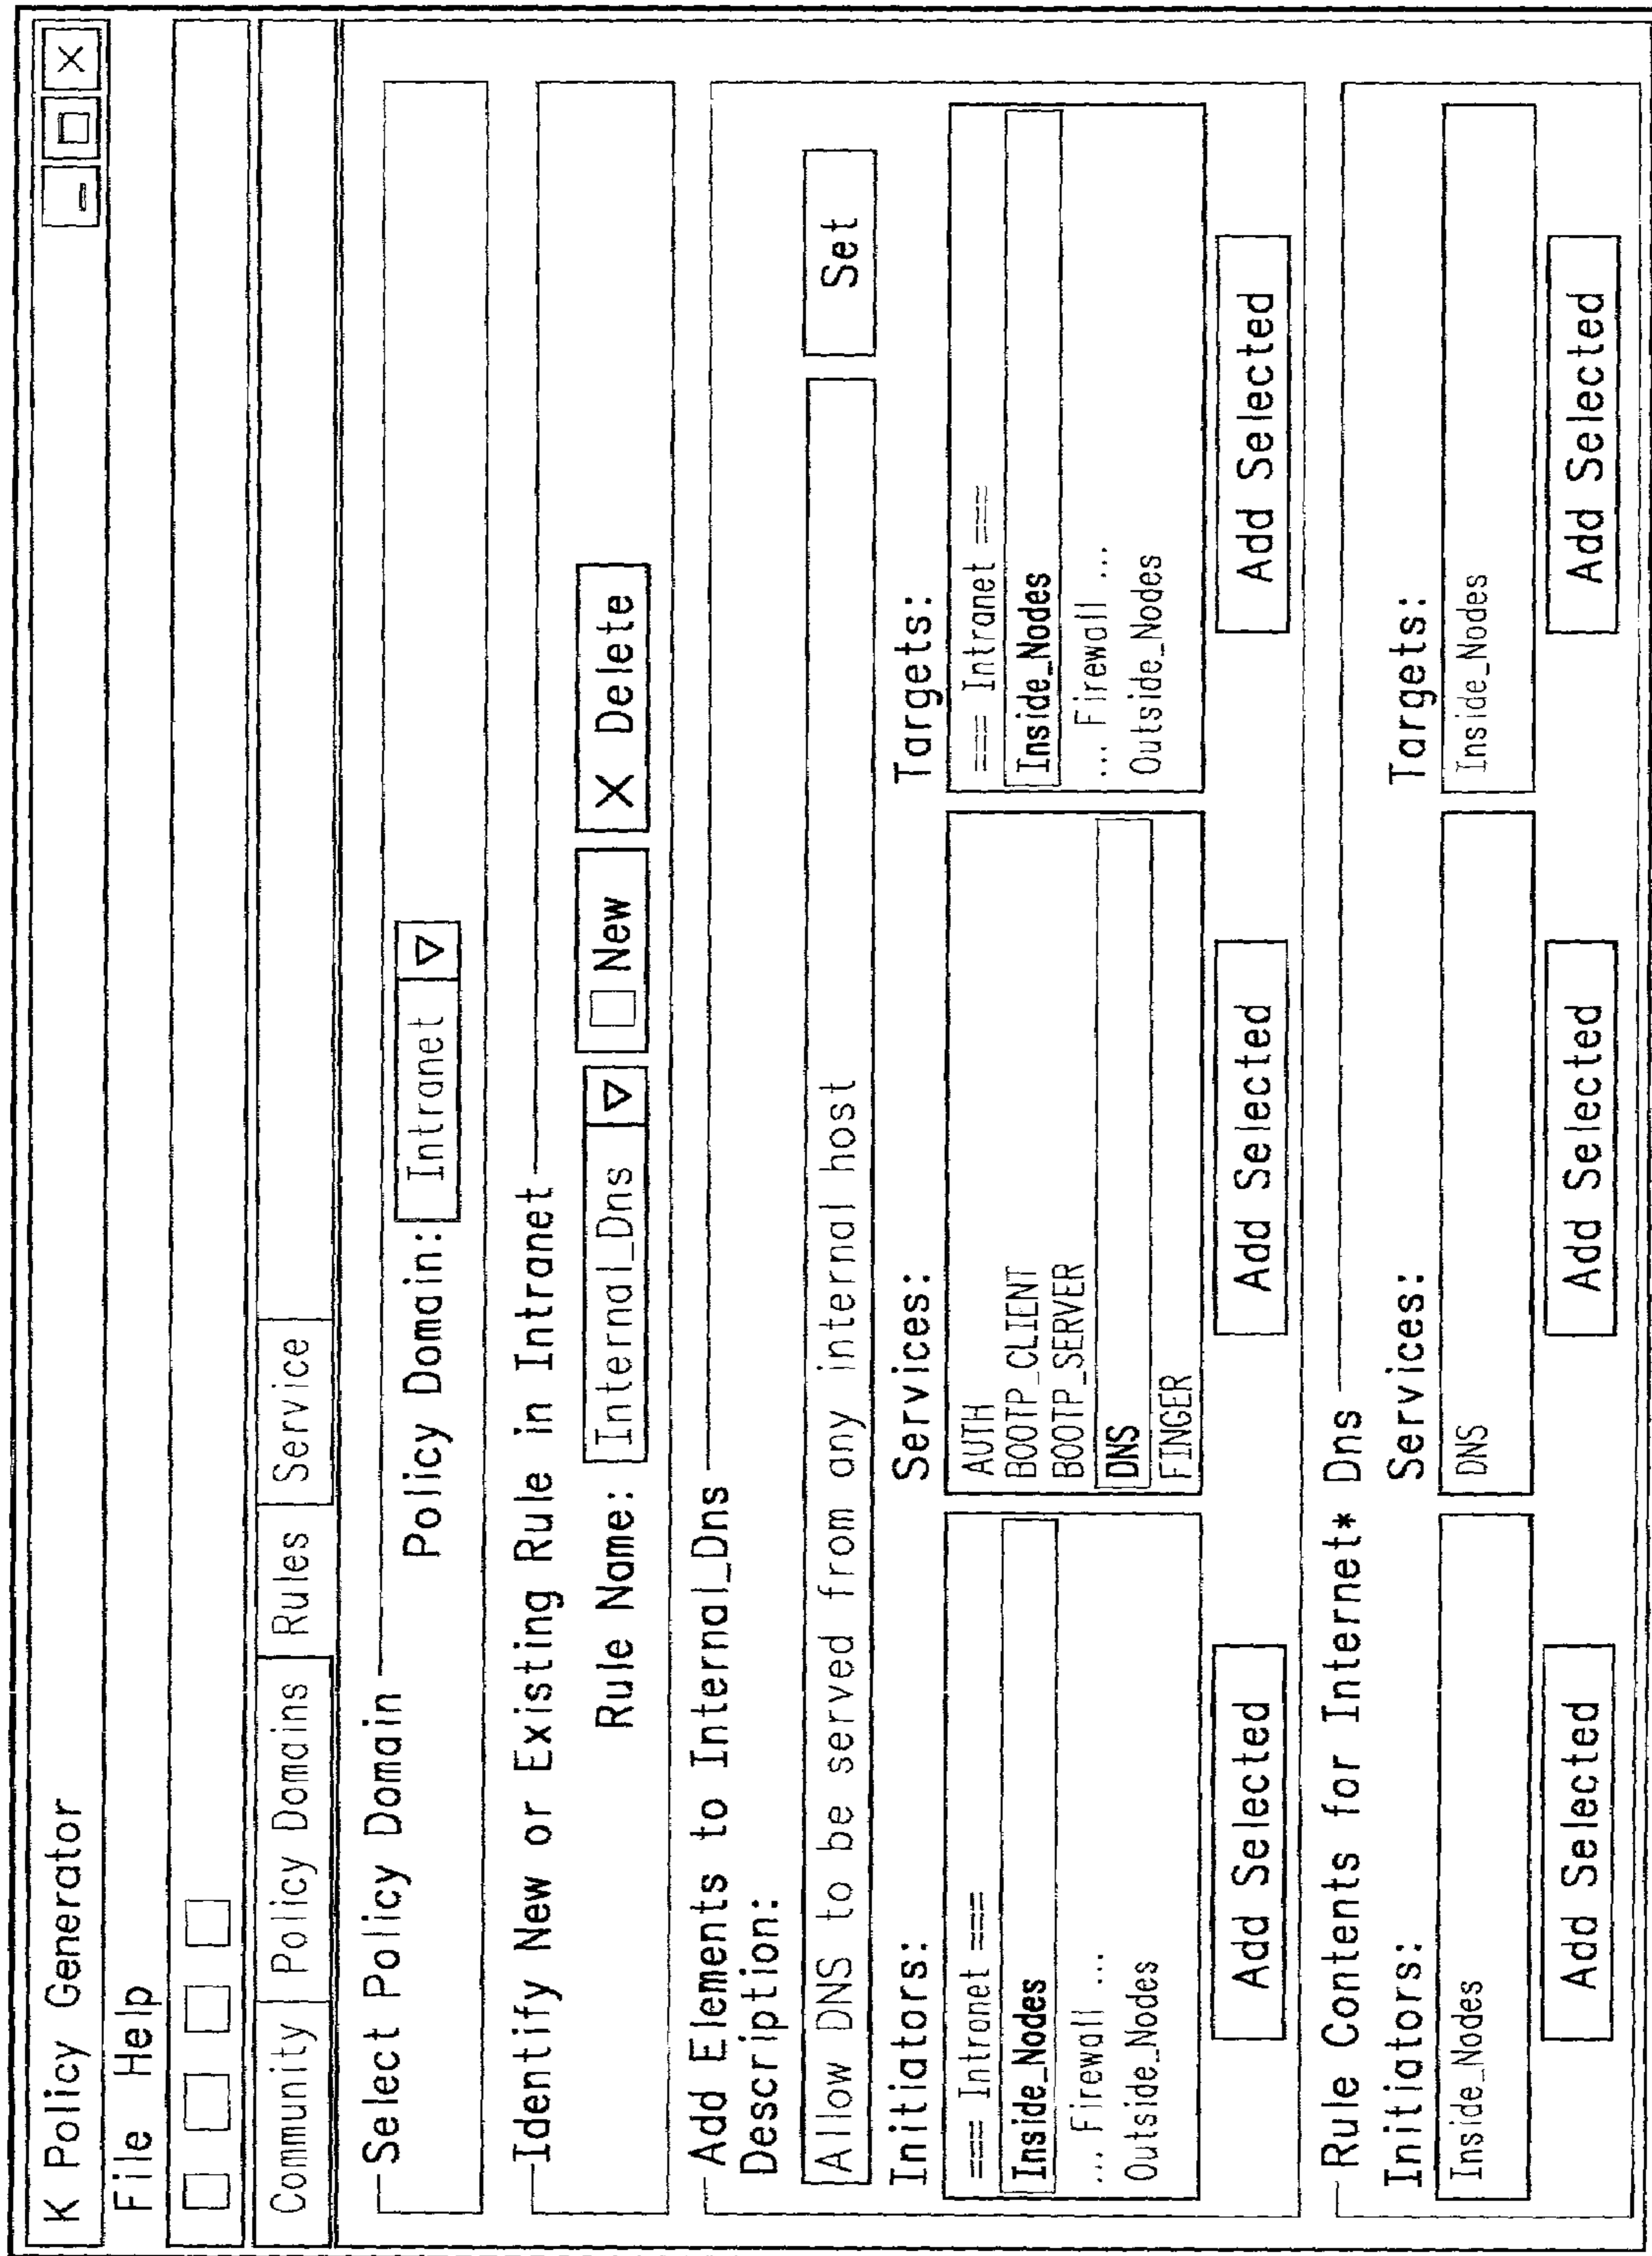 K Policy Generator
File Help
Community Policy Domains Rules Service
Select Policy Domain
Policy Domain: Intranet
Identify New or Existing Rule in Intranet
Rule Name: Internal_Dns New X Delete
Add Elements to Internal_Dns
Description:
Allow DNS to be served from any internal host Set
Initiators: Services: Targets:
=== Intranet === AUTH === Intranet ===
Inside_Nodes BOOTP_CLIENT Inside_Nodes
... Firewall ... BOOTP_SERVER ... Firewall ...
Outside_Nodes DNS Outside_Nodes
FINGER
Add Selected Add Selected Add Selected
Rule Contents for Internet* Dns
Initiators: Services: Targets:
Inside_Nodes DNS Inside_Nodes
Add Selected Add Selected Add Selected